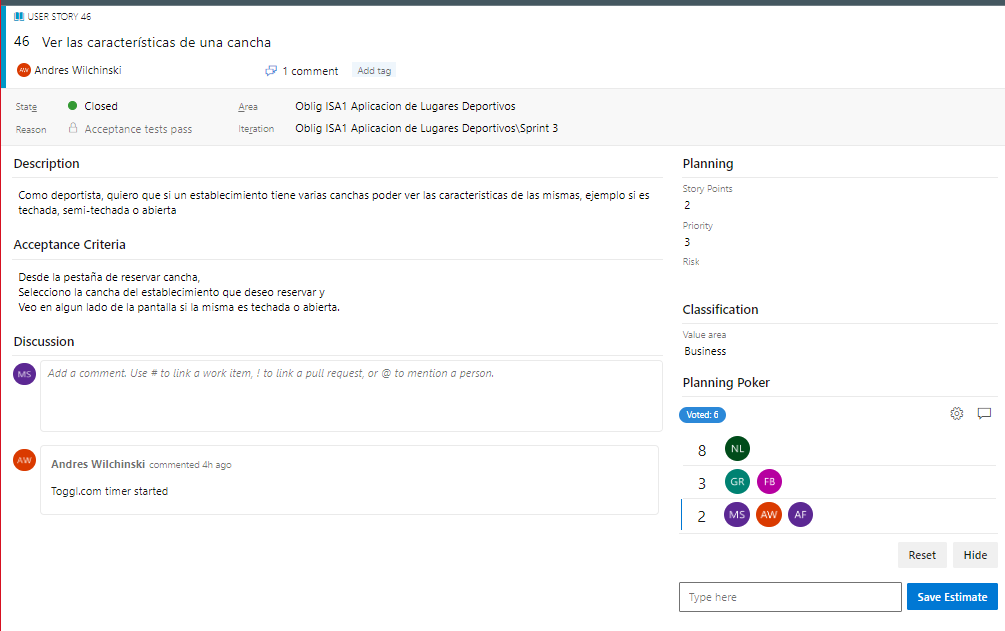 USER STORY 46
46 Ver las características de una cancha
AW Andres Wilchinski 1 comment Add tag
State Closed Area Oblig ISA1 Aplicacion de Lugares Deportivos
Reason Acceptance tests pass Iteration Oblig ISA1 Aplicacion de Lugares Deportivos\Sprint 3
Description
Como deportista, quiero que si un establecimiento tiene varias canchas poder ver las caracteristicas de las mismas, ejemplo si es
techada, semi-techada o abierta
Acceptance Criteria
Desde la pestaña de reservar cancha,
Selecciono la cancha del establecimiento que deseo reservar y
Veo en algun lado de la pantalla si la misma es techada o abierta.
Discussion
MS Add a comment. Use # to link a work item, ! to link a pull request, or @ to mention a person.
AW Andres Wilchinski commented 4h ago
Toggl.com timer started
Planning
Story Points
2
Priority
3
Risk
Classification
Value area
Business
Planning Poker
Voted: 6
8 NL
3 GR FB
2 MS AW AF
Reset Hide
Type here Save Estimate